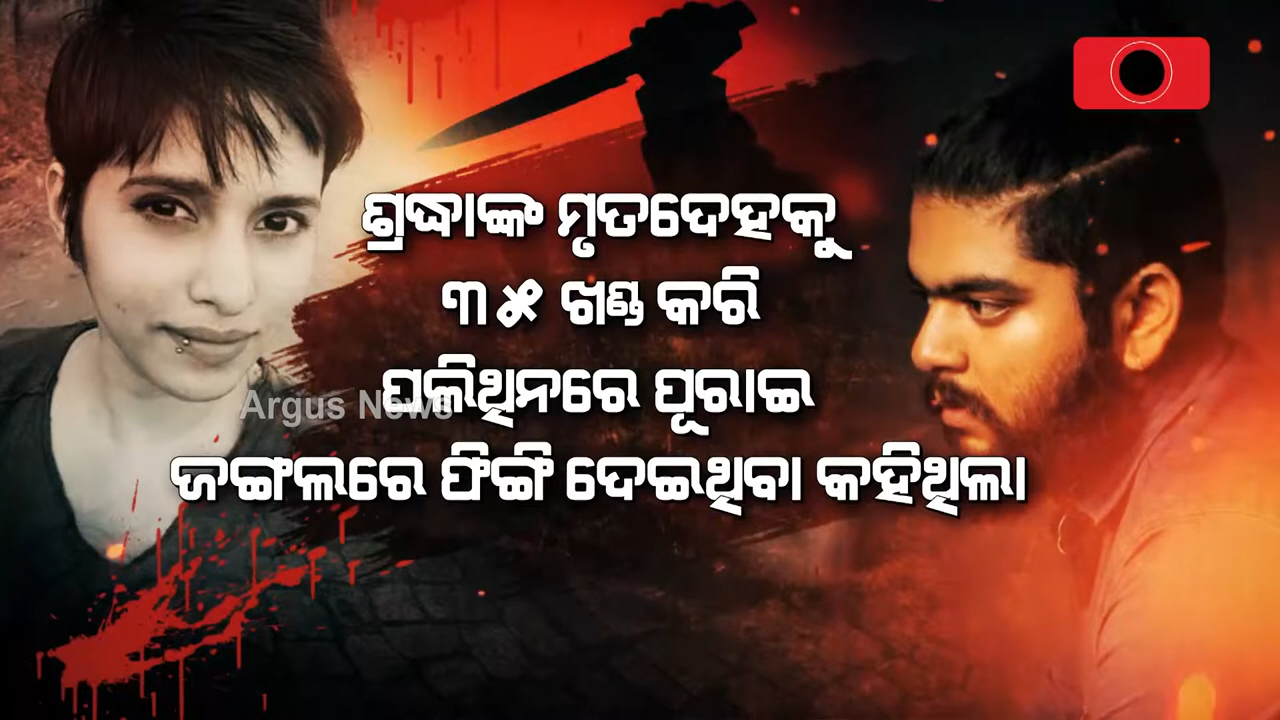 ଶ୍ରଦ୍ଧାଙ୍କ ମୃତଦେହକୁ
୩୫ ଖଣ୍ଡ କରି
ପଲିଥିନରେ ପୂରାଇ
Argus News
ଜଙ୍ଗଲରେ ଫିଙ୍ଗି ଦେଇଥିବା କହିଥିଲା